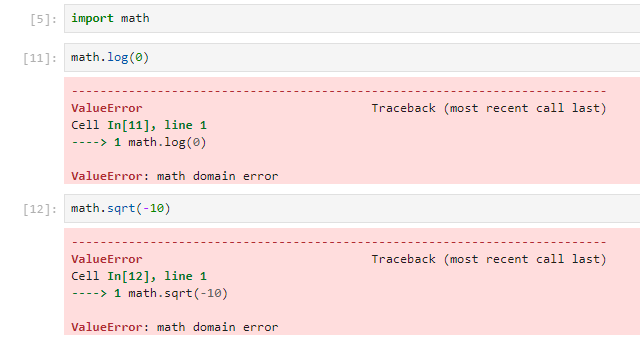 [5]: import math
[11]: math.log(0)
---------------------------------------------------------------------------
ValueError                                Traceback (most recent call last)
Cell In[11], line 1
----> 1 math.log(0)
ValueError: math domain error
[12]: math.sqrt(-10)
---------------------------------------------------------------------------
ValueError                                Traceback (most recent call last)
Cell In[12], line 1
----> 1 math.sqrt(-10)
ValueError: math domain error